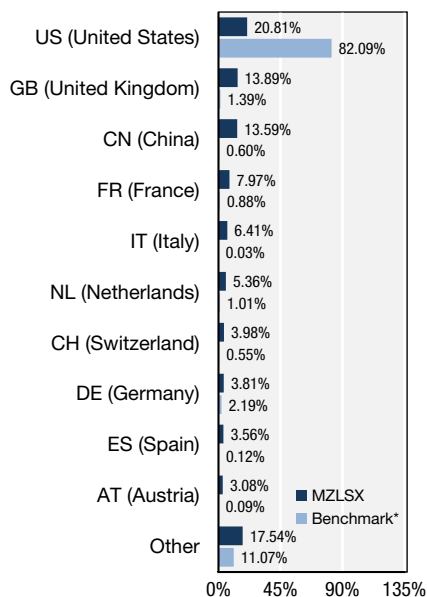 US (United States)
20.81%
82.09%
GB (United Kingdom)
13.89%
1.39%
CN (China)
13.59%
0.60%
FR (France)
7.97%
0.88%
IT (Italy)
6.41%
0.03%
NL (Netherlands)
5.36%
1.01%
CH (Switzerland)
3.98%
0.55%
DE (Germany)
3.81%
2.19%
ES (Spain)
3.56%
0.12%
AT (Austria)
3.08%
0.09%
MZLSX
Benchmark*
Other
17.54%
11.07%
0% 45% 90% 135%